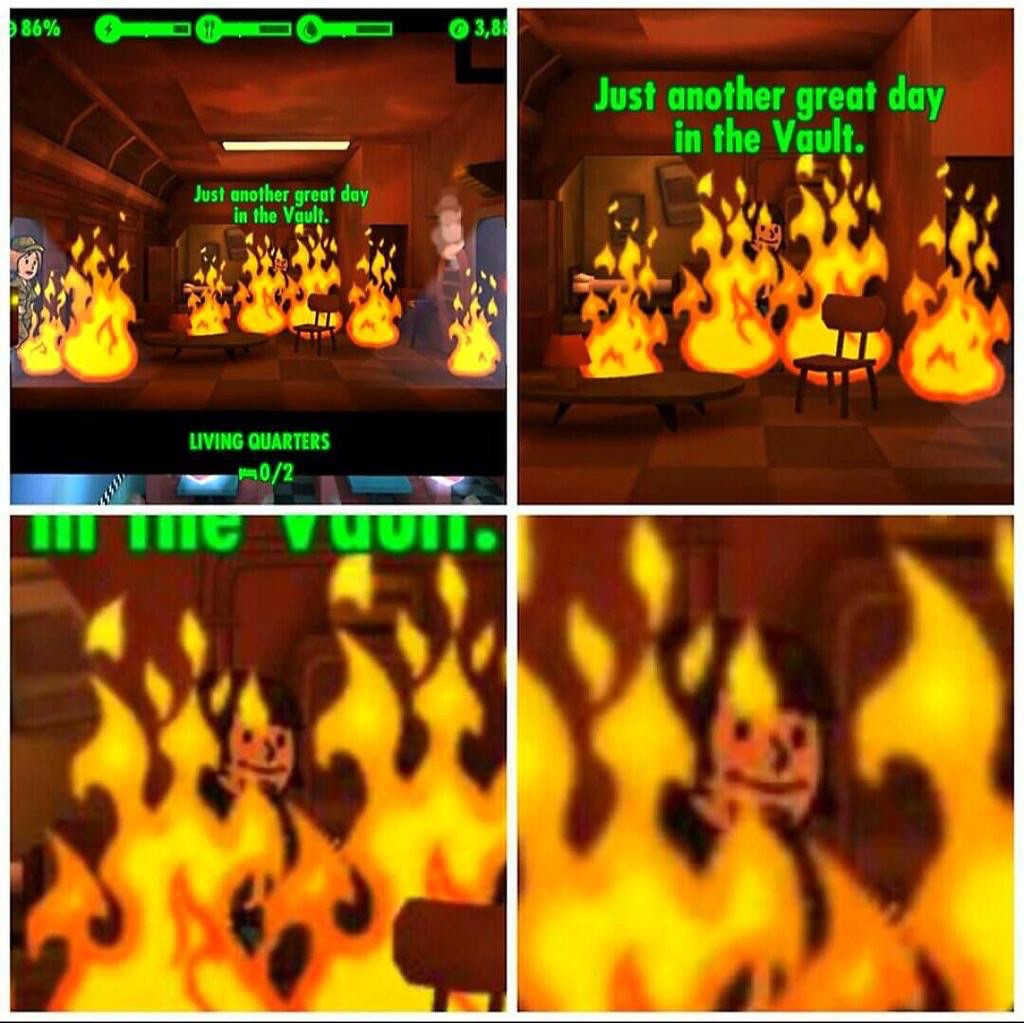 86%
3,88
Just another great day
in the Vault.
LIVING QUARTERS
0/2
Just another great day
in the Vault.
in the Vault.